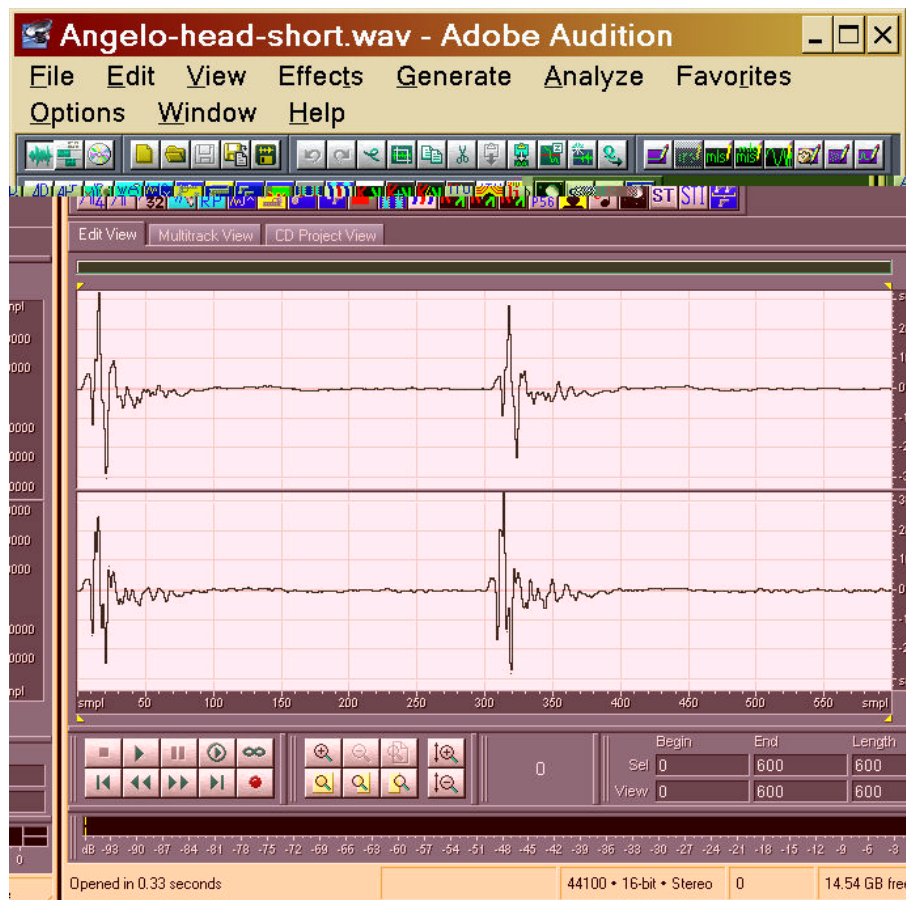 Angelo-head-short.wav - Adobe Audition
File Edit View Effects Generate Analyze Favorites
Options Window Help
Edit View Multitrack View CD Project View
smpl 50 100 150 200 250 300 350 400 450 500 550 smpl
Begin End Length
0 Sel 0 600 600
View 0 600 600
dB -93 -90 -87 -84 -81 -78 -75 -72 -69 -66 -63 -60 -57 -54 -51 -48 -45 -42 -39 -36 -33 -30 -27 -24 -21 -18 -15 -12 -9 -6 -3
0
Opened in 0.33 seconds 44100 • 16-bit • Stereo 0 14.54 GB free